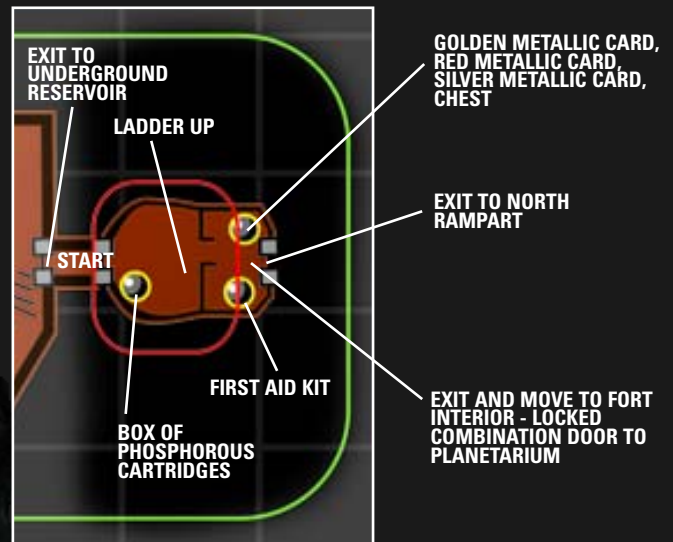 EXIT TO
UNDERGROUND
RESERVOIR
LADDER UP
START
BOX OF
PHOSPHOROUS
CARTRIDGES
FIRST AID KIT
GOLDEN METALLIC CARD,
RED METALLIC CARD,
SILVER METALLIC CARD,
CHEST
EXIT TO NORTH
RAMPART
EXIT AND MOVE TO FORT
INTERIOR - LOCKED
COMBINATION DOOR TO
PLANETARIUM